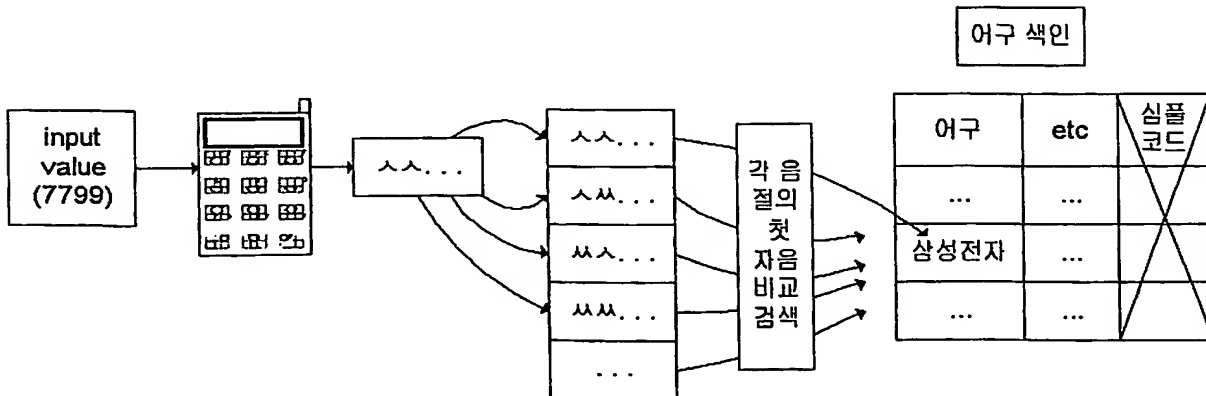 어구 색인
input
value
(7799)
ㅅㅅ...
ㅅㅅ...
ㅅㅆ...
ㅆㅅ...
ㅆㅆ...
...
각 음
절의
첫
자음
비교
검색
어구 etc 심플
코드
... ...
삼성전자 ...
... ...